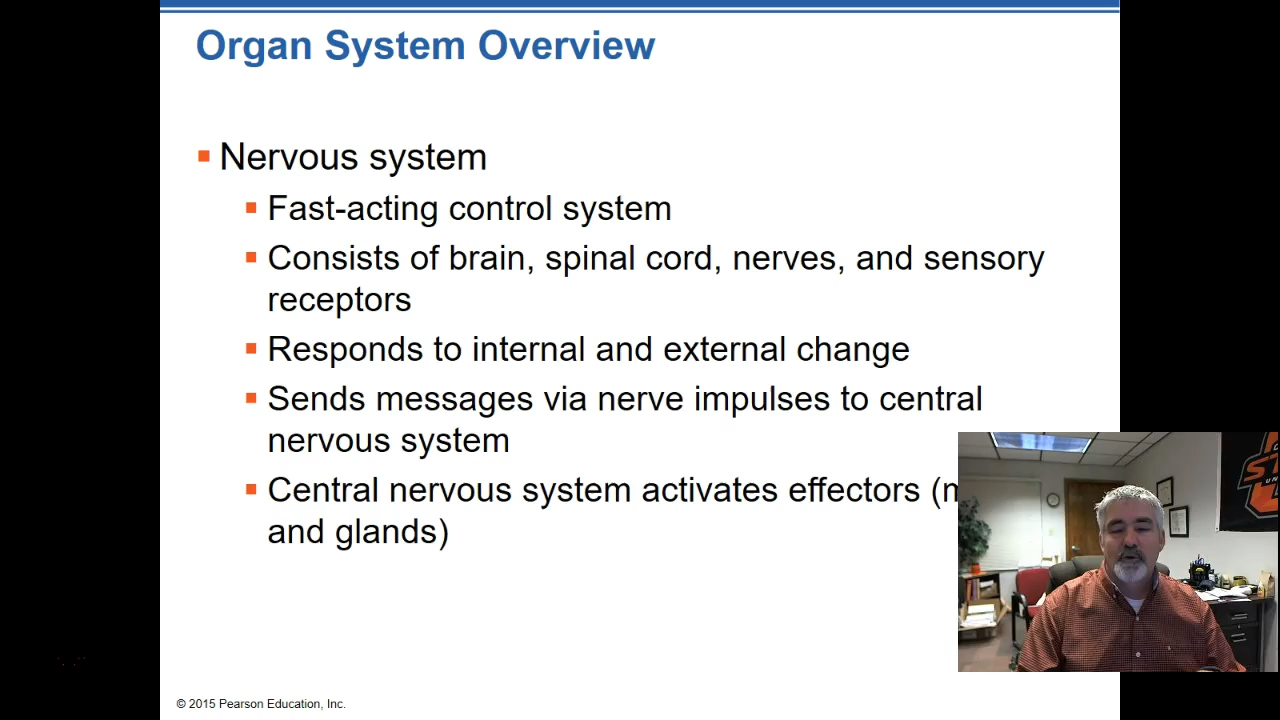 Organ System Overview
Nervous system
Fast-acting control system
Consists of brain, spinal cord, nerves, and sensory
receptors
Responds to internal and external change
Sends messages via nerve impulses to central
nervous system
Central nervous system activates effectors (
and glands)
© 2015 Pearson Education, Inc.